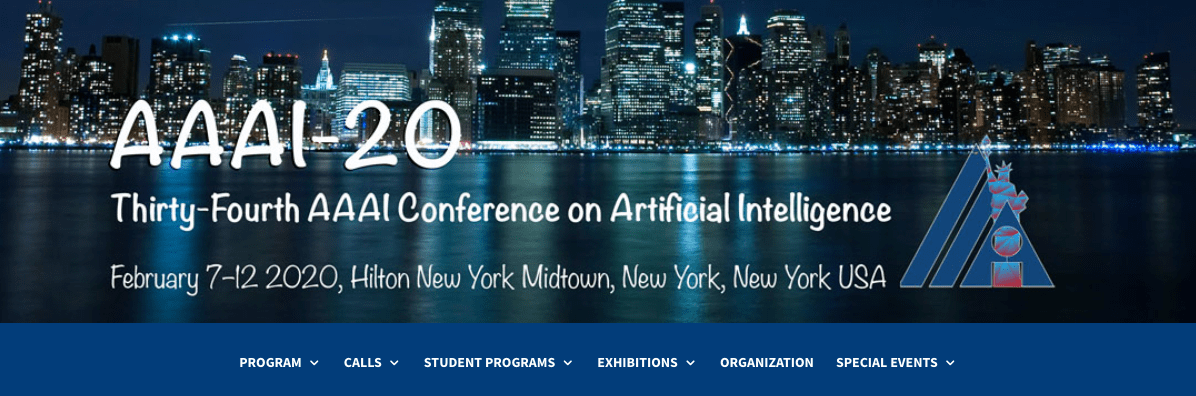 AAAI-20
Thirty-Fourth AAAI Conference on Artificial Intelligence
February 7–12 2020, Hilton New York Midtown, New York, New York USA
PROGRAM CALLS STUDENT PROGRAMS EXHIBITIONS ORGANIZATION SPECIAL EVENTS